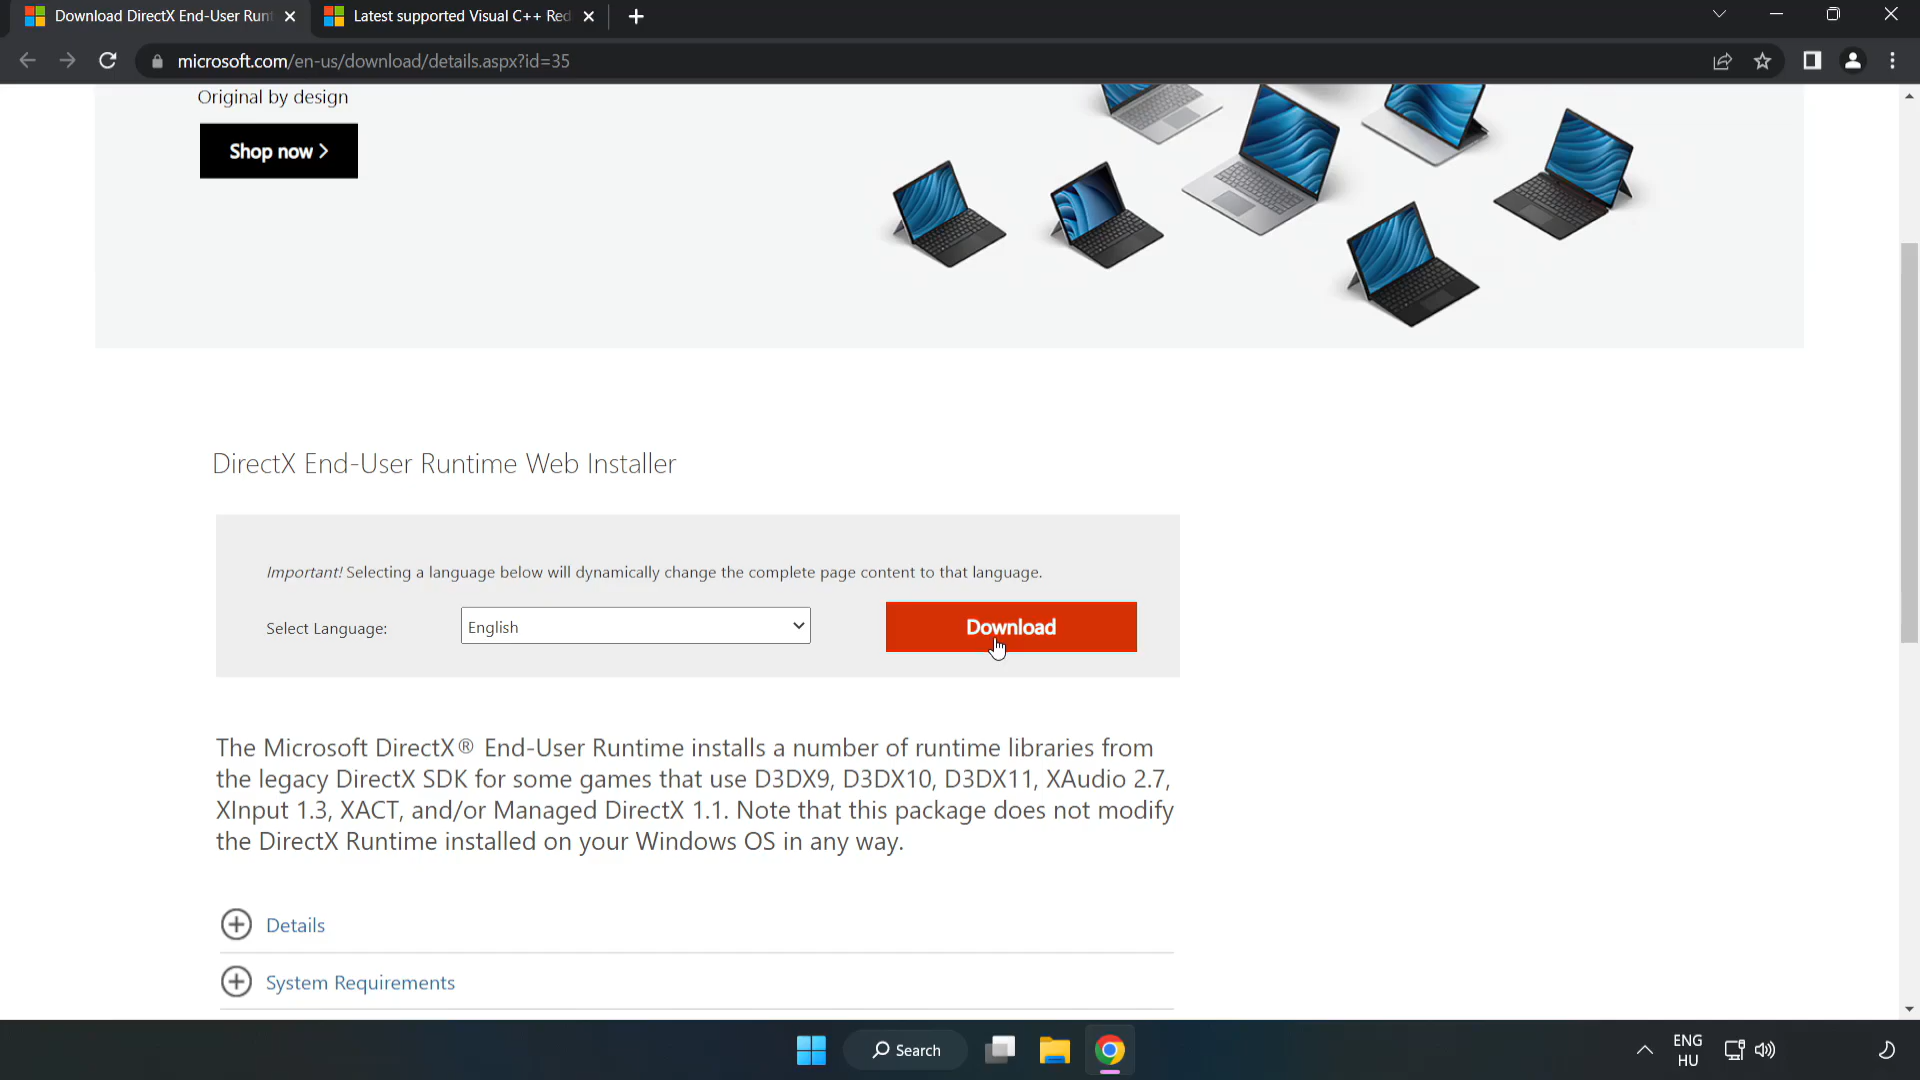 Download DirectX End-User Runt
Latest supported Visual C++ Red
microsoft.com/en-us/download/details.aspx?id=35
Original by design
Shop now
DirectX End-User Runtime Web Installer
Important! Selecting a language below will dynamically change the complete page content to that language.
Select Language:
English
Download
The Microsoft DirectX® End-User Runtime installs a number of runtime libraries from
the legacy DirectX SDK for some games that use D3DX9, D3DX10, D3DX11, XAudio 2.7,
XInput 1.3, XACT, and/or Managed DirectX 1.1. Note that this package does not modify
the DirectX Runtime installed on your Windows OS in any way.
Details
System Requirements
Search
ENG
HU